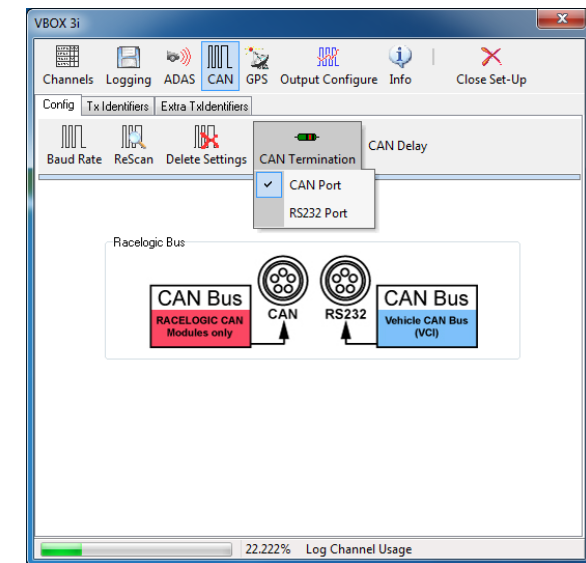 VBOX 3i
Channels Logging ADAS CAN GPS Output Configure Info Close Set-Up
Config Tx Identifiers Extra TxIdentifiers
Baud Rate ReScan Delete Settings CAN Termination CAN Delay
CAN Port
RS232 Port
Racelogic Bus
CAN Bus
RACELOGIC CAN
Modules only
CAN
RS232
CAN Bus
Vehicle CAN Bus
(VCI)
22.222% Log Channel Usage